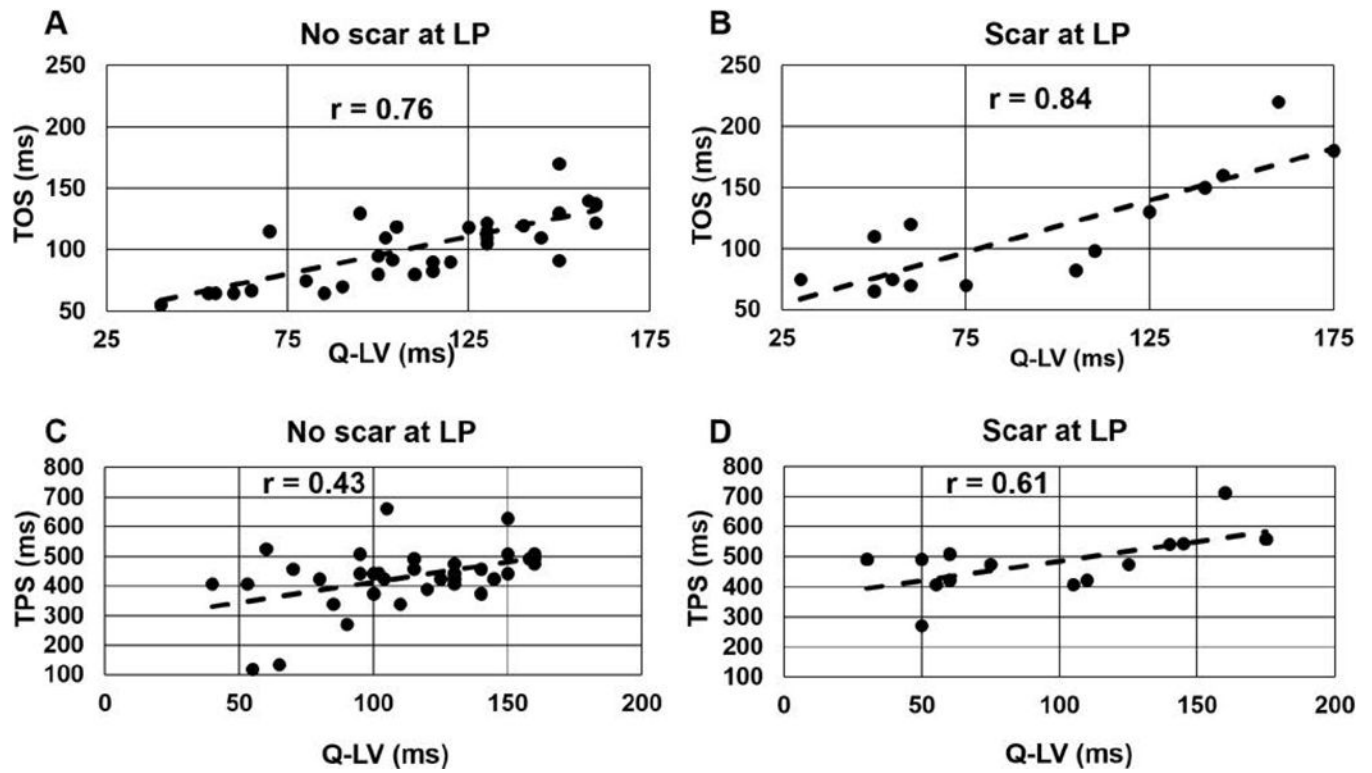 A
No scar at LP
r = 0.76
TOS (ms)
250
200
150
100
50
25
75
125
175
Q-LV (ms)
B
Scar at LP
r = 0.84
TOS (ms)
250
200
150
100
50
25
75
125
175
Q-LV (ms)
C
No scar at LP
r = 0.43
TPS (ms)
800
700
600
500
400
300
200
100
0
50
100
150
200
Q-LV (ms)
D
Scar at LP
r = 0.61
TPS (ms)
800
700
600
500
400
300
200
100
0
50
100
150
200
Q-LV (ms)